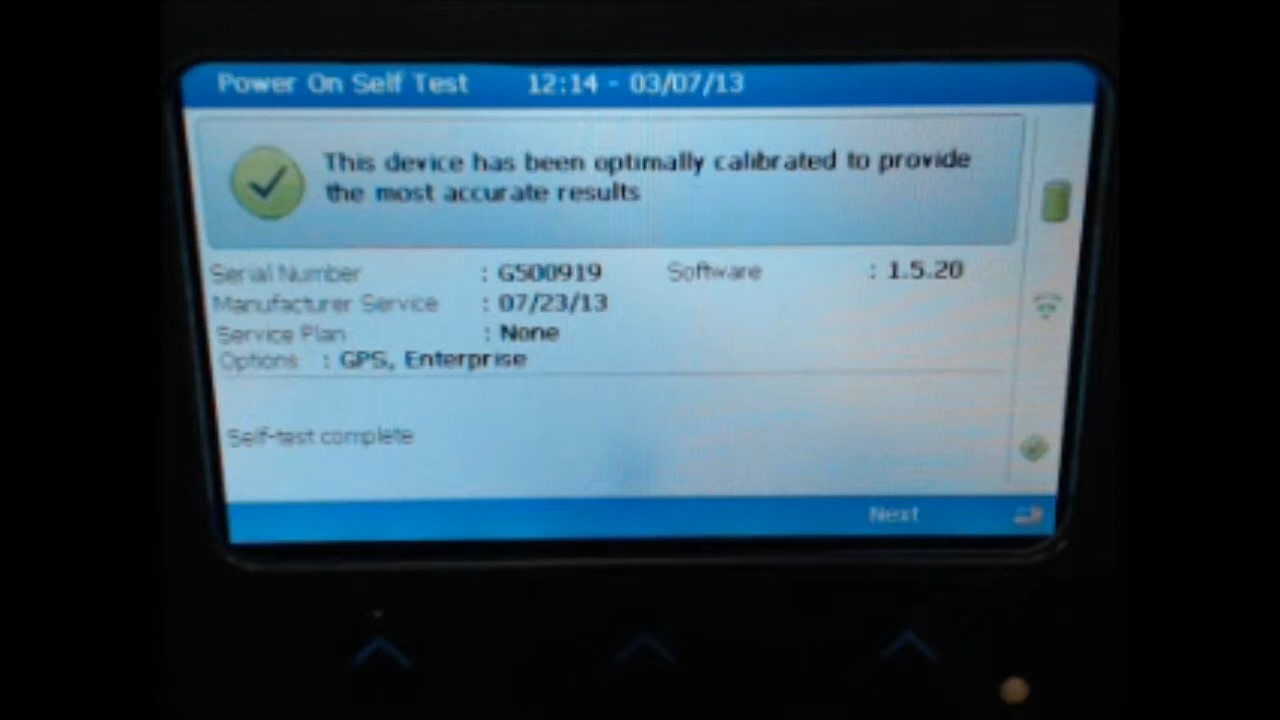 Power On Self Test 12:14 - 03/07/13
This device has been optimally calibrated to provide
the most accurate results
Serial Number : G500919 Software : 1.5.20
Manufacturer Service : 07/23/13
Service Plan : None
Options : GPS, Enterprise
Self-test complete
Next